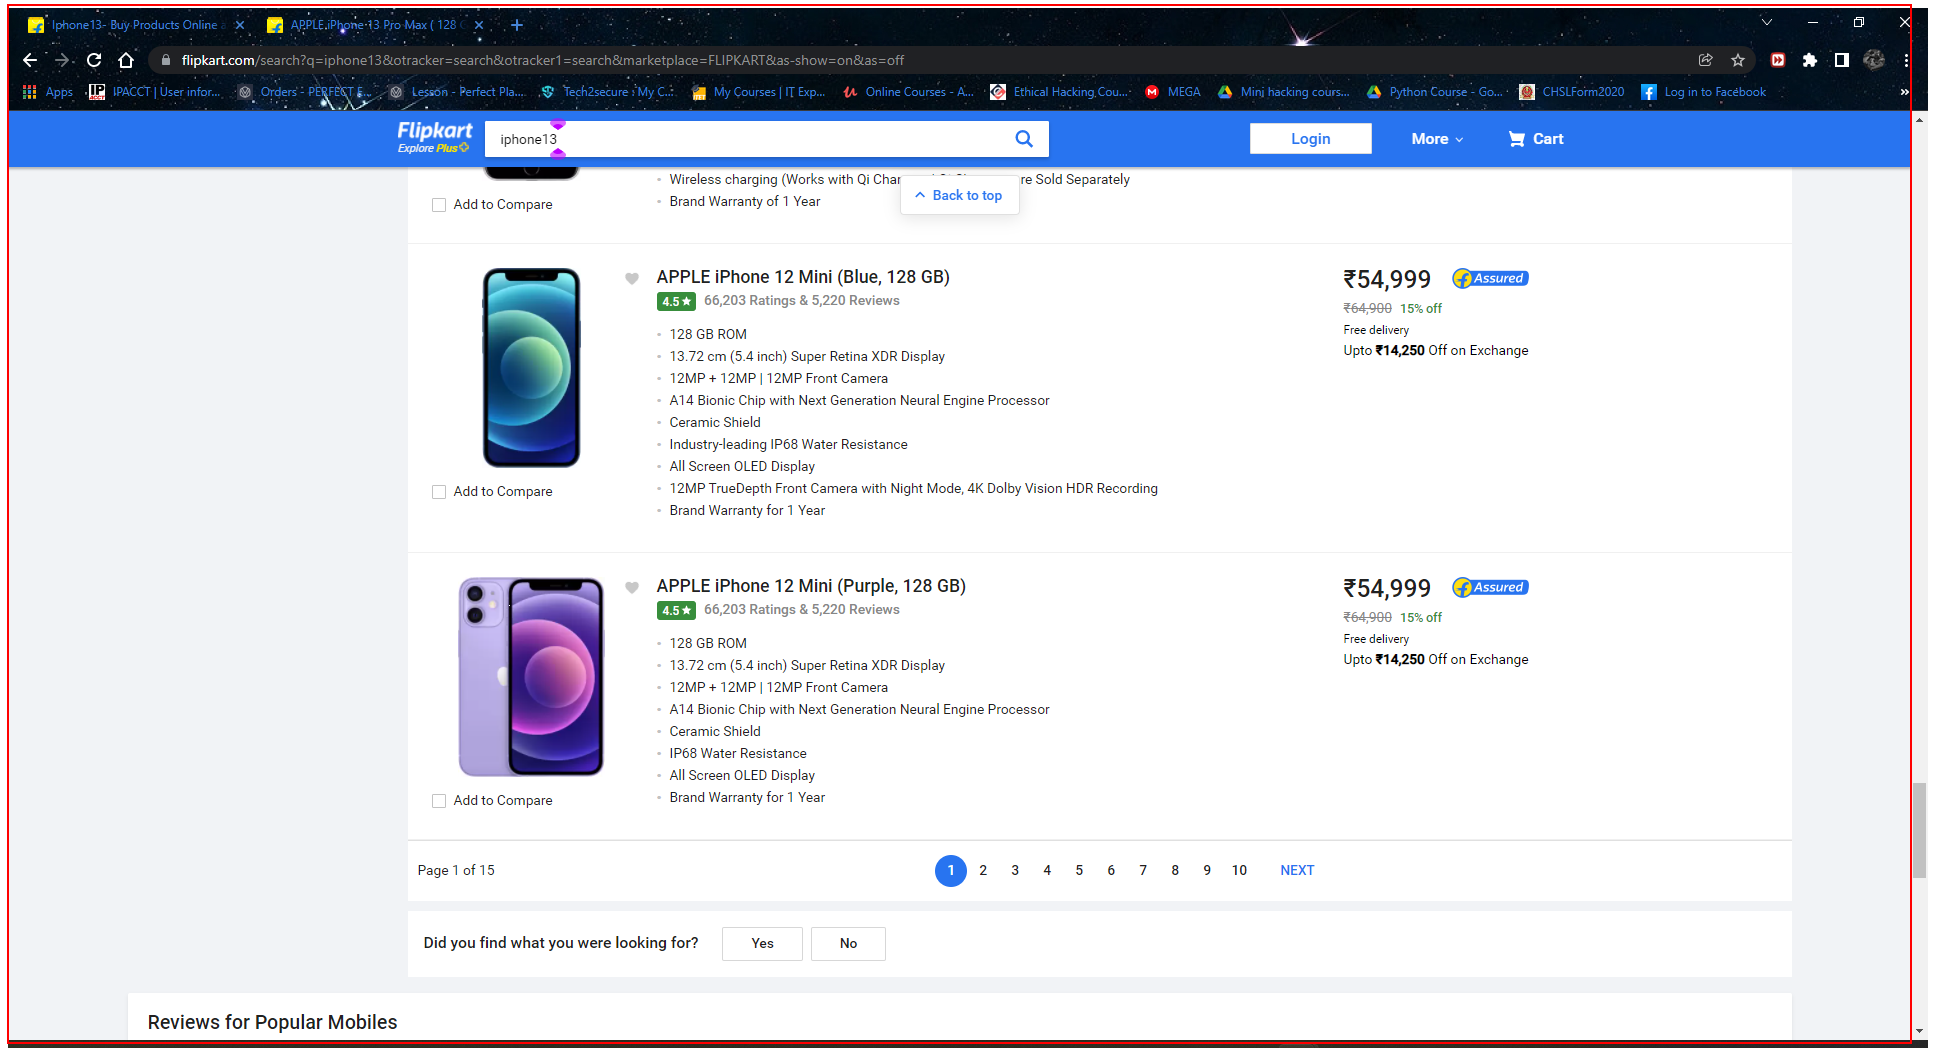 Iphone13- Buy Products Online
APPLE iPhone 13 Pro Max ( 128
flipkart.com/search?q=iphone13&otracker=search&otracker1=search&marketplace=FLIPKART&as-show=on&as=off
Apps IPACCT | User infor... Orders - PERFECT E... Lesson - Perfect Pla... Tech2secure : My C... My Courses | IT Exp... Online Courses - A... Ethical Hacking Cou... MEGA Mini hacking cours... Python Course - Go... CHSLForm2020 Log in to Facebook
Flipkart
Explore Plus
iphone13
Login
More
Cart
Wireless charging (Works with Qi Char re Sold Separately
Back to top
Brand Warranty of 1 Year
Add to Compare
APPLE iPhone 12 Mini (Blue, 128 GB)
4.5★ 66,203 Ratings & 5,220 Reviews
128 GB ROM
13.72 cm (5.4 inch) Super Retina XDR Display
12MP + 12MP | 12MP Front Camera
A14 Bionic Chip with Next Generation Neural Engine Processor
Ceramic Shield
Industry-leading IP68 Water Resistance
All Screen OLED Display
12MP TrueDepth Front Camera with Night Mode, 4K Dolby Vision HDR Recording
Brand Warranty for 1 Year
₹54,999
Assured
₹64,900 15% off
Free delivery
Upto ₹14,250 Off on Exchange
Add to Compare
APPLE iPhone 12 Mini (Purple, 128 GB)
4.5★ 66,203 Ratings & 5,220 Reviews
128 GB ROM
13.72 cm (5.4 inch) Super Retina XDR Display
12MP + 12MP | 12MP Front Camera
A14 Bionic Chip with Next Generation Neural Engine Processor
Ceramic Shield
IP68 Water Resistance
All Screen OLED Display
Brand Warranty for 1 Year
₹54,999
Assured
₹64,900 15% off
Free delivery
Upto ₹14,250 Off on Exchange
Add to Compare
Page 1 of 15
1 2 3 4 5 6 7 8 9 10 NEXT
Did you find what you were looking for? Yes No
Reviews for Popular Mobiles